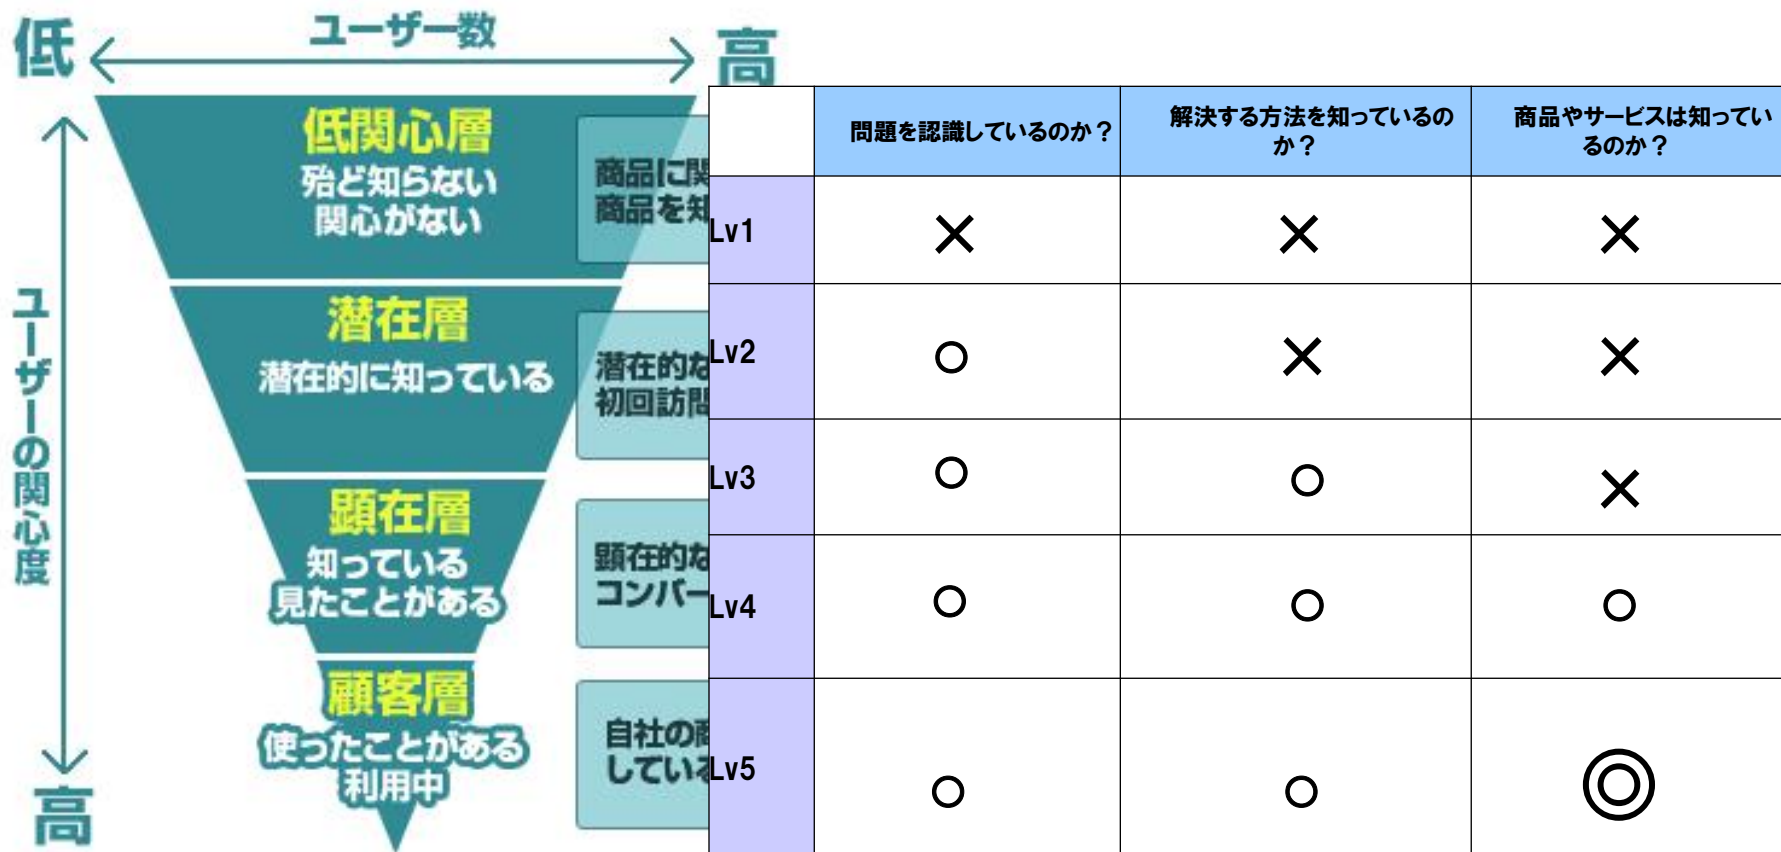 低
ユーザー数
高
ユーザーの関心度
高
低関心層
殆ど知らない
関心がない
潜在層
潜在的に知っている
顕在層
知っている
見たことがある
顧客層
使ったことがある
利用中
商品に関
商品を知
潜在的な
初回訪問
顕在的な
コンバー
自社の商
している
問題を認識しているのか？
解決する方法を知っているの
か？
商品やサービスは知ってい
るのか？
Lv1
×
×
×
Lv2
○
×
×
Lv3
○
○
×
Lv4
○
○
○
Lv5
○
○
◎